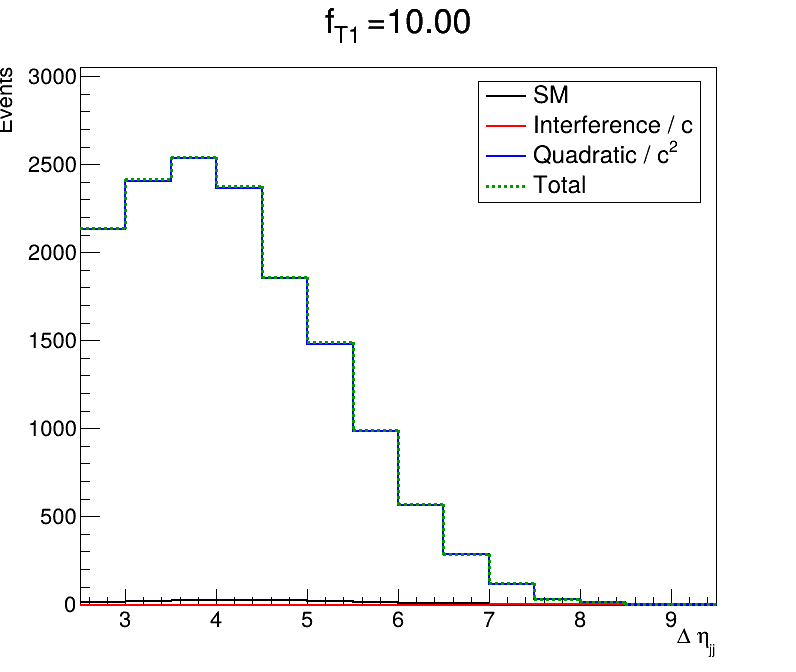 f_T1 =10.00
Events
3000
2500
2000
1500
1000
500
0
SM
Interference / c
Quadratic / c²
Total
3 4 5 6 7 8 9
Δ η_jj